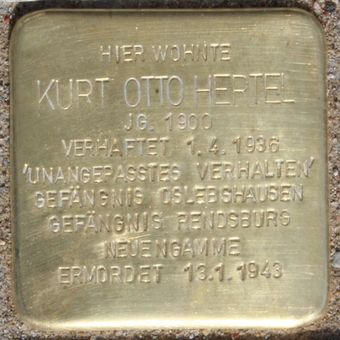 HIER WOHNTE
KURT OTTO HERTEL
JG. 1900
VERHAFTET 1.4.1936
'UNANGEPASSTES VERHALTEN'
GEFÄNGNIS OSLEBSHAUSEN
GEFÄNGNIS RENDSBURG
NEUENGAMME
ERMORDET 13.1.1943